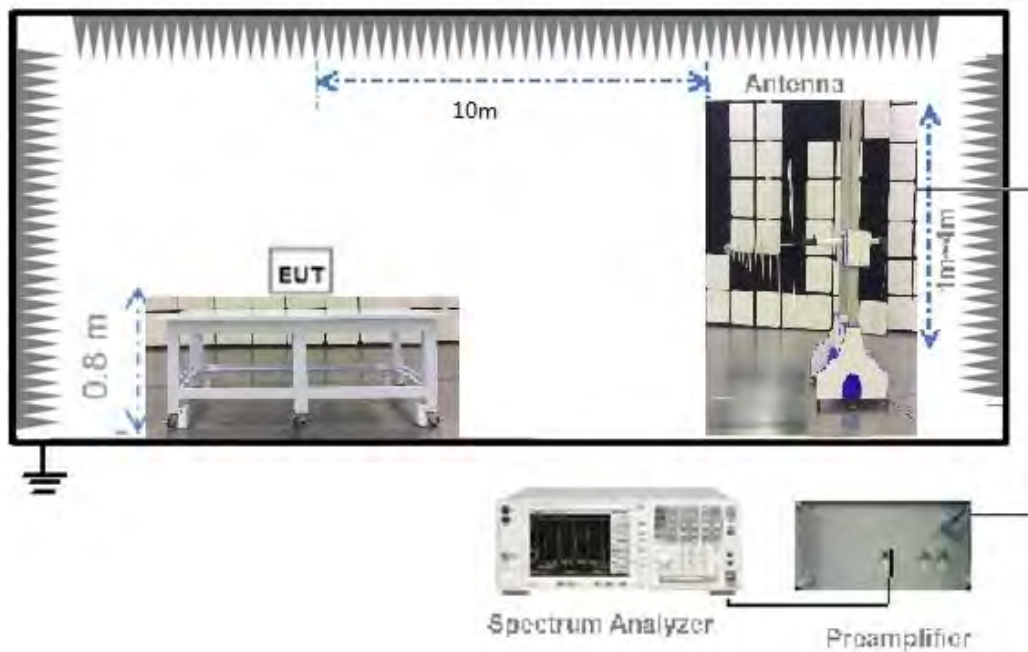 Antenna
10m
1m~4m
EUT
0.8 m
Spectrum Analyzer
Preamplifier